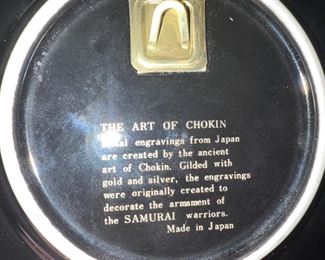 THE ART OF CHOKIN
engravings from Japan
are created by the ancient
art of Chokin. Gilded with
gold and silver, the engravings
were originally created to
decorate the armament of
the SAMURAI warriors.
Made in Japan